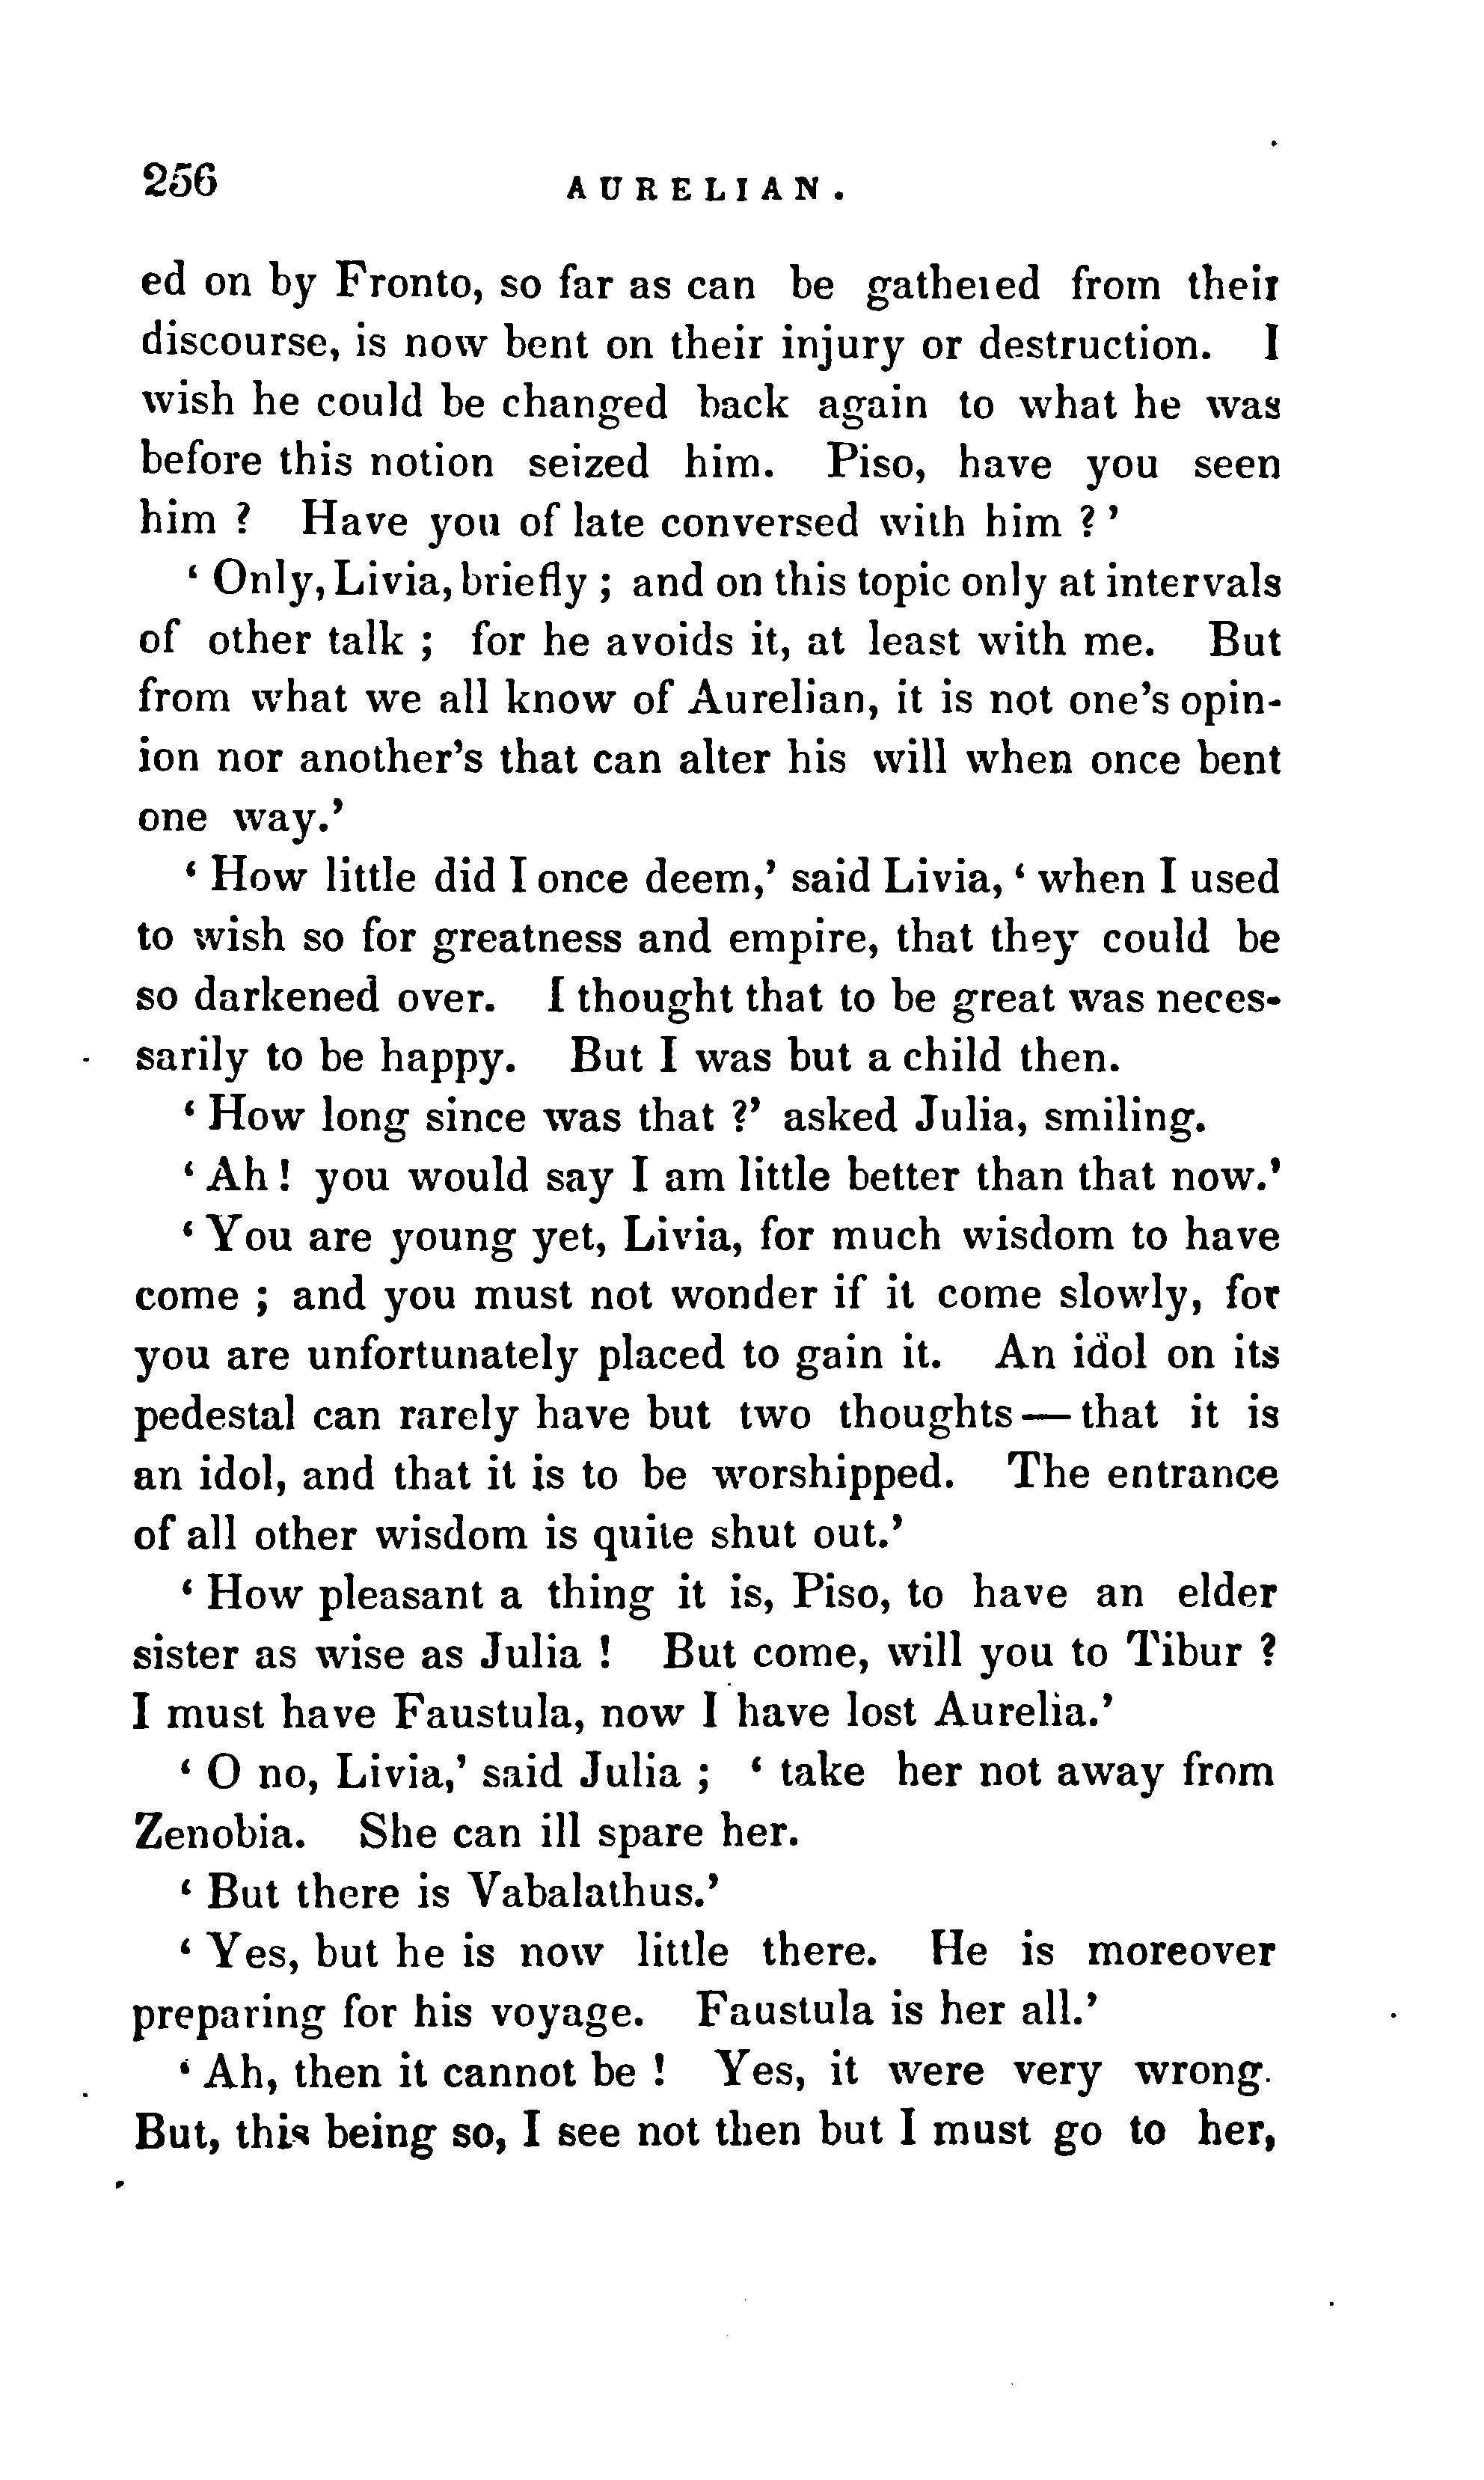 256
AURELIAN.
ed on by Fronto, so far as can be gathered from their
discourse, is now bent on their injury or destruction. I
wish he could be changed back again to what he was
before this notion seized him. Piso, have you seen
him ? Have you of late conversed with him ? ’
‘ Only, Livia, briefly ; and on this topic only at intervals
of other talk ; for he avoids it, at least with me. But
from what we all know of Aurelian, it is not one’s opin-
ion nor another’s that can alter his will when once bent
one way.’
‘ How little did I once deem,’ said Livia, ‘ when I used
to wish so for greatness and empire, that they could be
so darkened over. I thought that to be great was neces-
sarily to be happy. But I was but a child then.
‘ How long since was that ?’ asked Julia, smiling.
‘ Ah ! you would say I am little better than that now.’
‘ You are young yet, Livia, for much wisdom to have
come ; and you must not wonder if it come slowly, for
you are unfortunately placed to gain it. An idol on its
pedestal can rarely have but two thoughts — that it is
an idol, and that it is to be worshipped. The entrance
of all other wisdom is quite shut out.’
‘ How pleasant a thing it is, Piso, to have an elder
sister as wise as Julia ! But come, will you to Tibur ?
I must have Faustula, now I have lost Aurelia.’
‘ O no, Livia,’ said Julia ; ‘ take her not away from
Zenobia. She can ill spare her.
‘ But there is Vabalathus.’
‘ Yes, but he is now little there. He is moreover
preparing for his voyage. Faustula is her all.’
‘ Ah, then it cannot be ! Yes, it were very wrong.
But, this being so, I see not then but I must go to her,